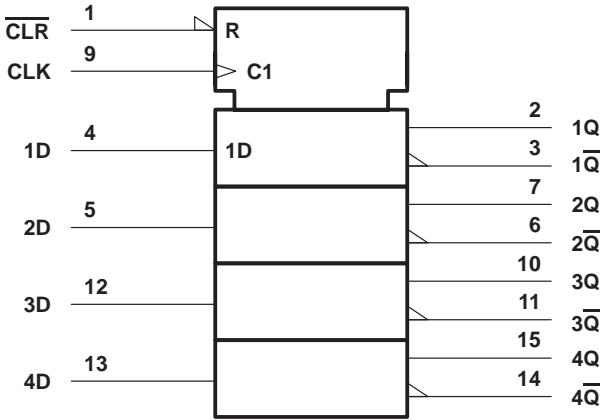 C̅L̅R̅ 1 R
CLK 9 C1
2 1Q
1D 4 1D
3 1Q̅
7 2Q
2D 5
6 2Q̅
10 3Q
3D 12
11 3Q̅
15 4Q
4D 13
14 4Q̅